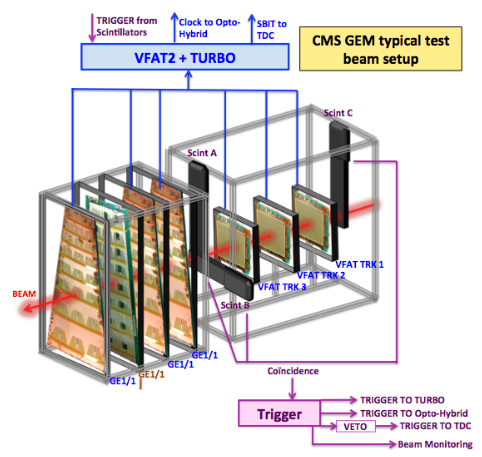 TRIGGER from
Scintillators
Clock to Opto-
Hybrid
SBIT to
TDC
CMS GEM typical test
beam setup
VFAT2 + TURBO
Scint C
Scint A
VFAT TRK 1
VFAT TRK 2
VFAT TRK 3
BEAM
Scint B
GE1/1
GE1/1
GE1/1
GE1/1
Coïncidence
Trigger
TRIGGER TO TURBO
TRIGGER TO Opto-Hybrid
VETO
TRIGGER TO TDC
Beam Monitoring